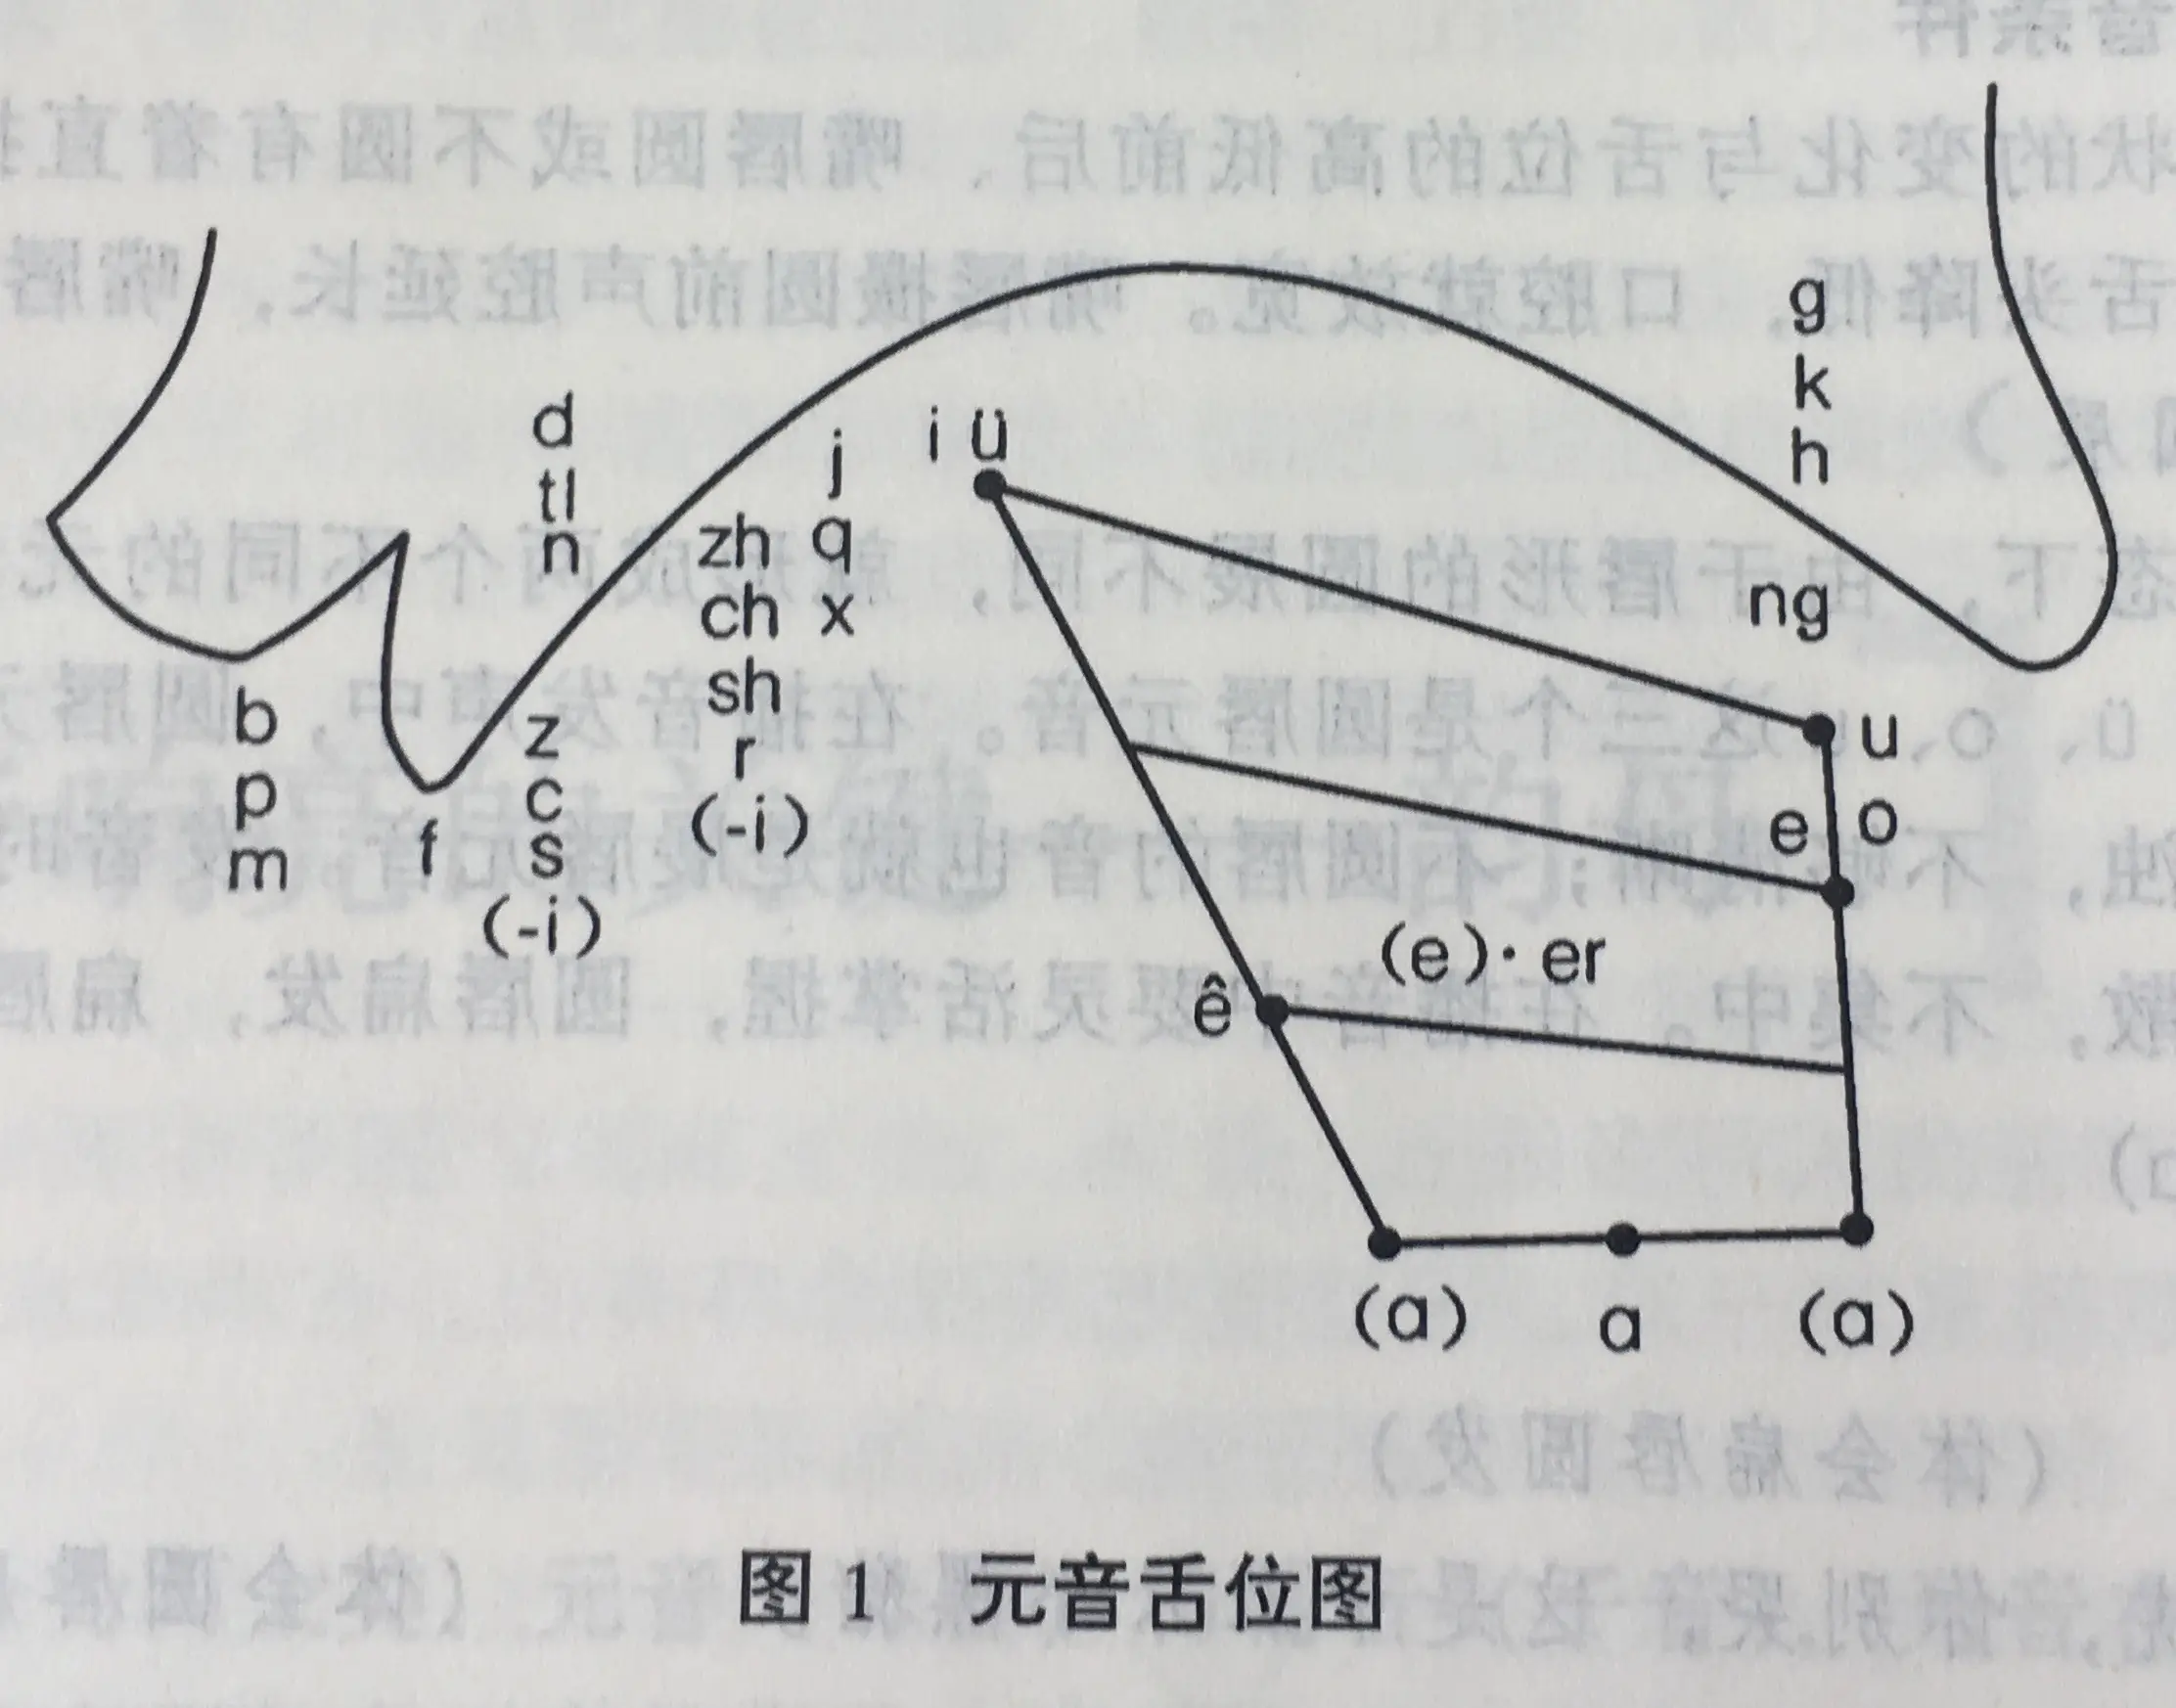 d
tl
n
b
p
m
f
z
c
s
(-i)
zh
ch
sh
r
(-i)
j
q
x
i ü
g
k
h
ng
u
e o
(e)· er
ê
(a) a (a)
图 1 元音舌位图